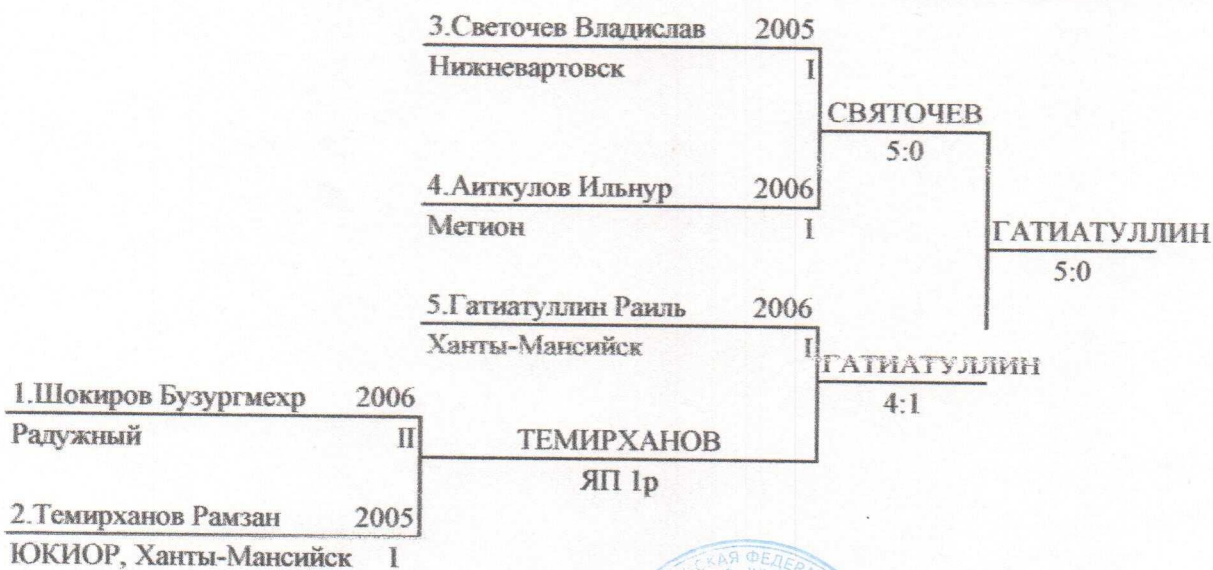 3.Светочев Владислав 2005
Нижневартовск I
СВЯТОЧЕВ
5:0
4.Аиткулов Ильнур 2006
Мегион I
ГАТИАТУЛЛИН
5:0
5.Гатиатуллин Раиль 2006
Ханты-Мансийск I
ГАТИАТУЛЛИН
4:1
1.Шокиров Бузургмехр 2006
Радужный II
ТЕМИРХАНОВ
ЯП 1р
2.Темирханов Рамзан 2005
ЮКИОР, Ханты-Мансийск I